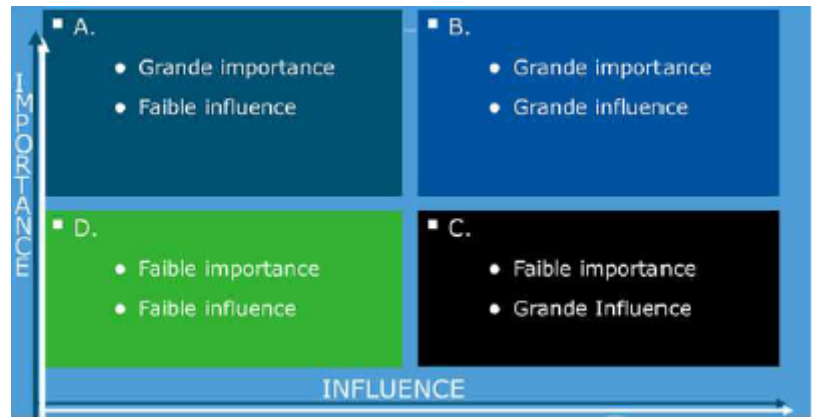 IMPORTANCE
▪ A.
● Grande importance
● Faible influence
▪ B.
● Grande importance
● Grande influence
▪ D.
● Faible importance
● Faible influence
▪ C.
● Faible importance
● Grande Influence
INFLUENCE